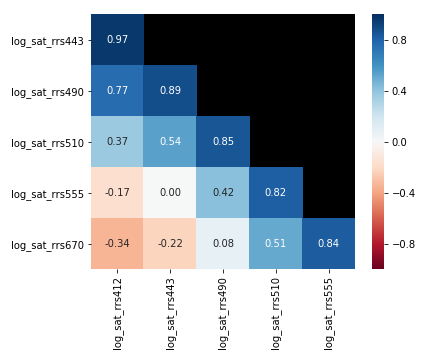 log_sat_rrs443 0.97
log_sat_rrs490 0.77 0.89
log_sat_rrs510 0.37 0.54 0.85
log_sat_rrs555 -0.17 0.00 0.42 0.82
log_sat_rrs670 -0.34 -0.22 0.08 0.51 0.84
log_sat_rrs412 log_sat_rrs443 log_sat_rrs490 log_sat_rrs510 log_sat_rrs555
0.8
0.4
0.0
−0.4
−0.8